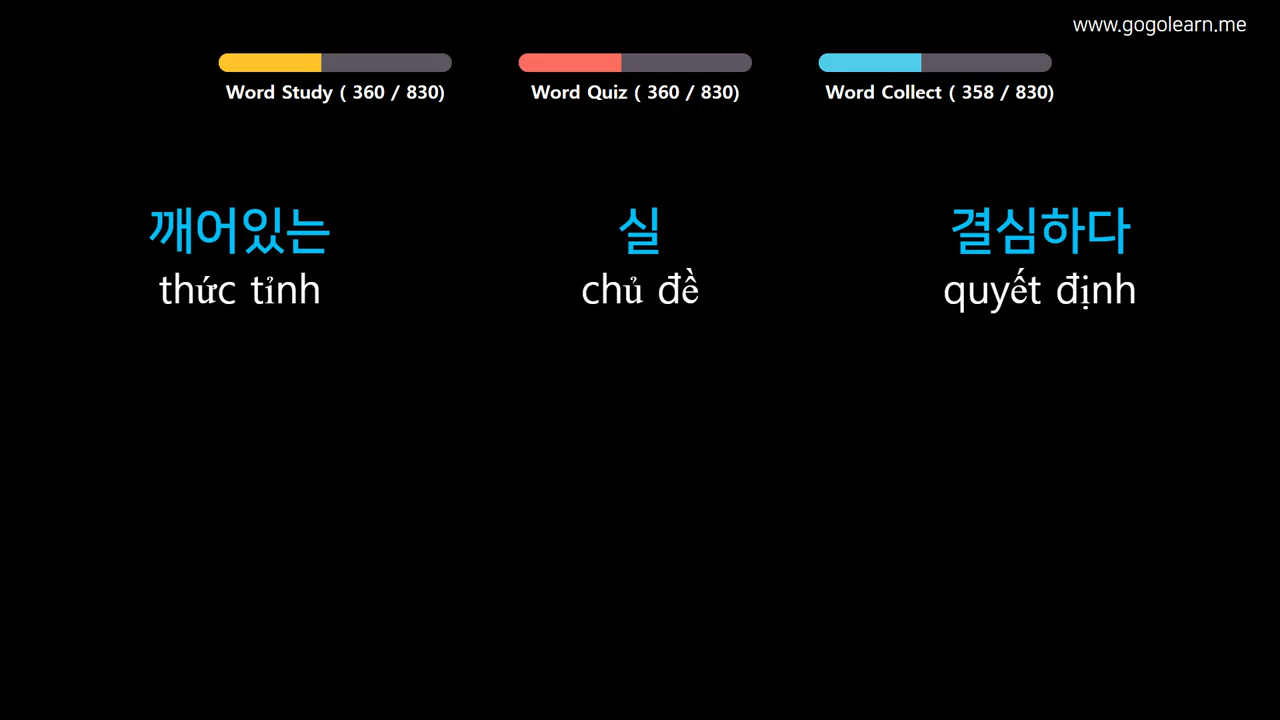 www.gogolearn.me
Word Study ( 360 / 830)
Word Quiz ( 360 / 830)
Word Collect ( 358 / 830)
깨어있는
thức tỉnh
실
chủ đề
결심하다
quyết định